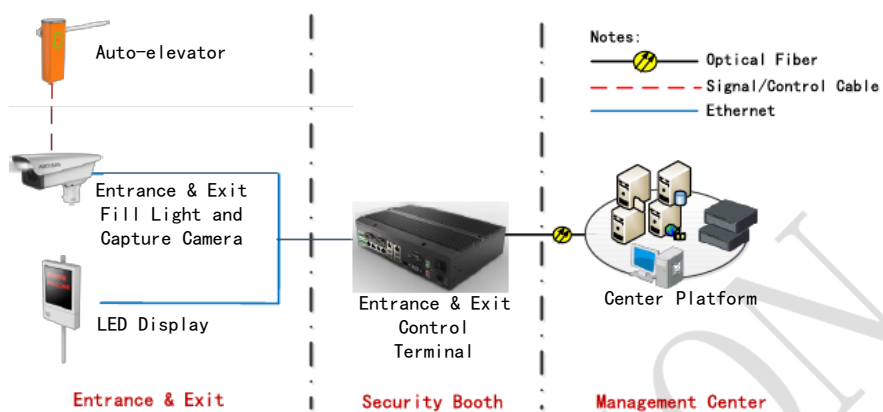 Auto-elevator
Notes:
Optical Fiber
Signal/Control Cable
Ethernet
Entrance & Exit
Fill Light and
Capture Camera
LED Display
Entrance & Exit
Control
Terminal
Center Platform
Entrance & Exit
Security Booth
Management Center